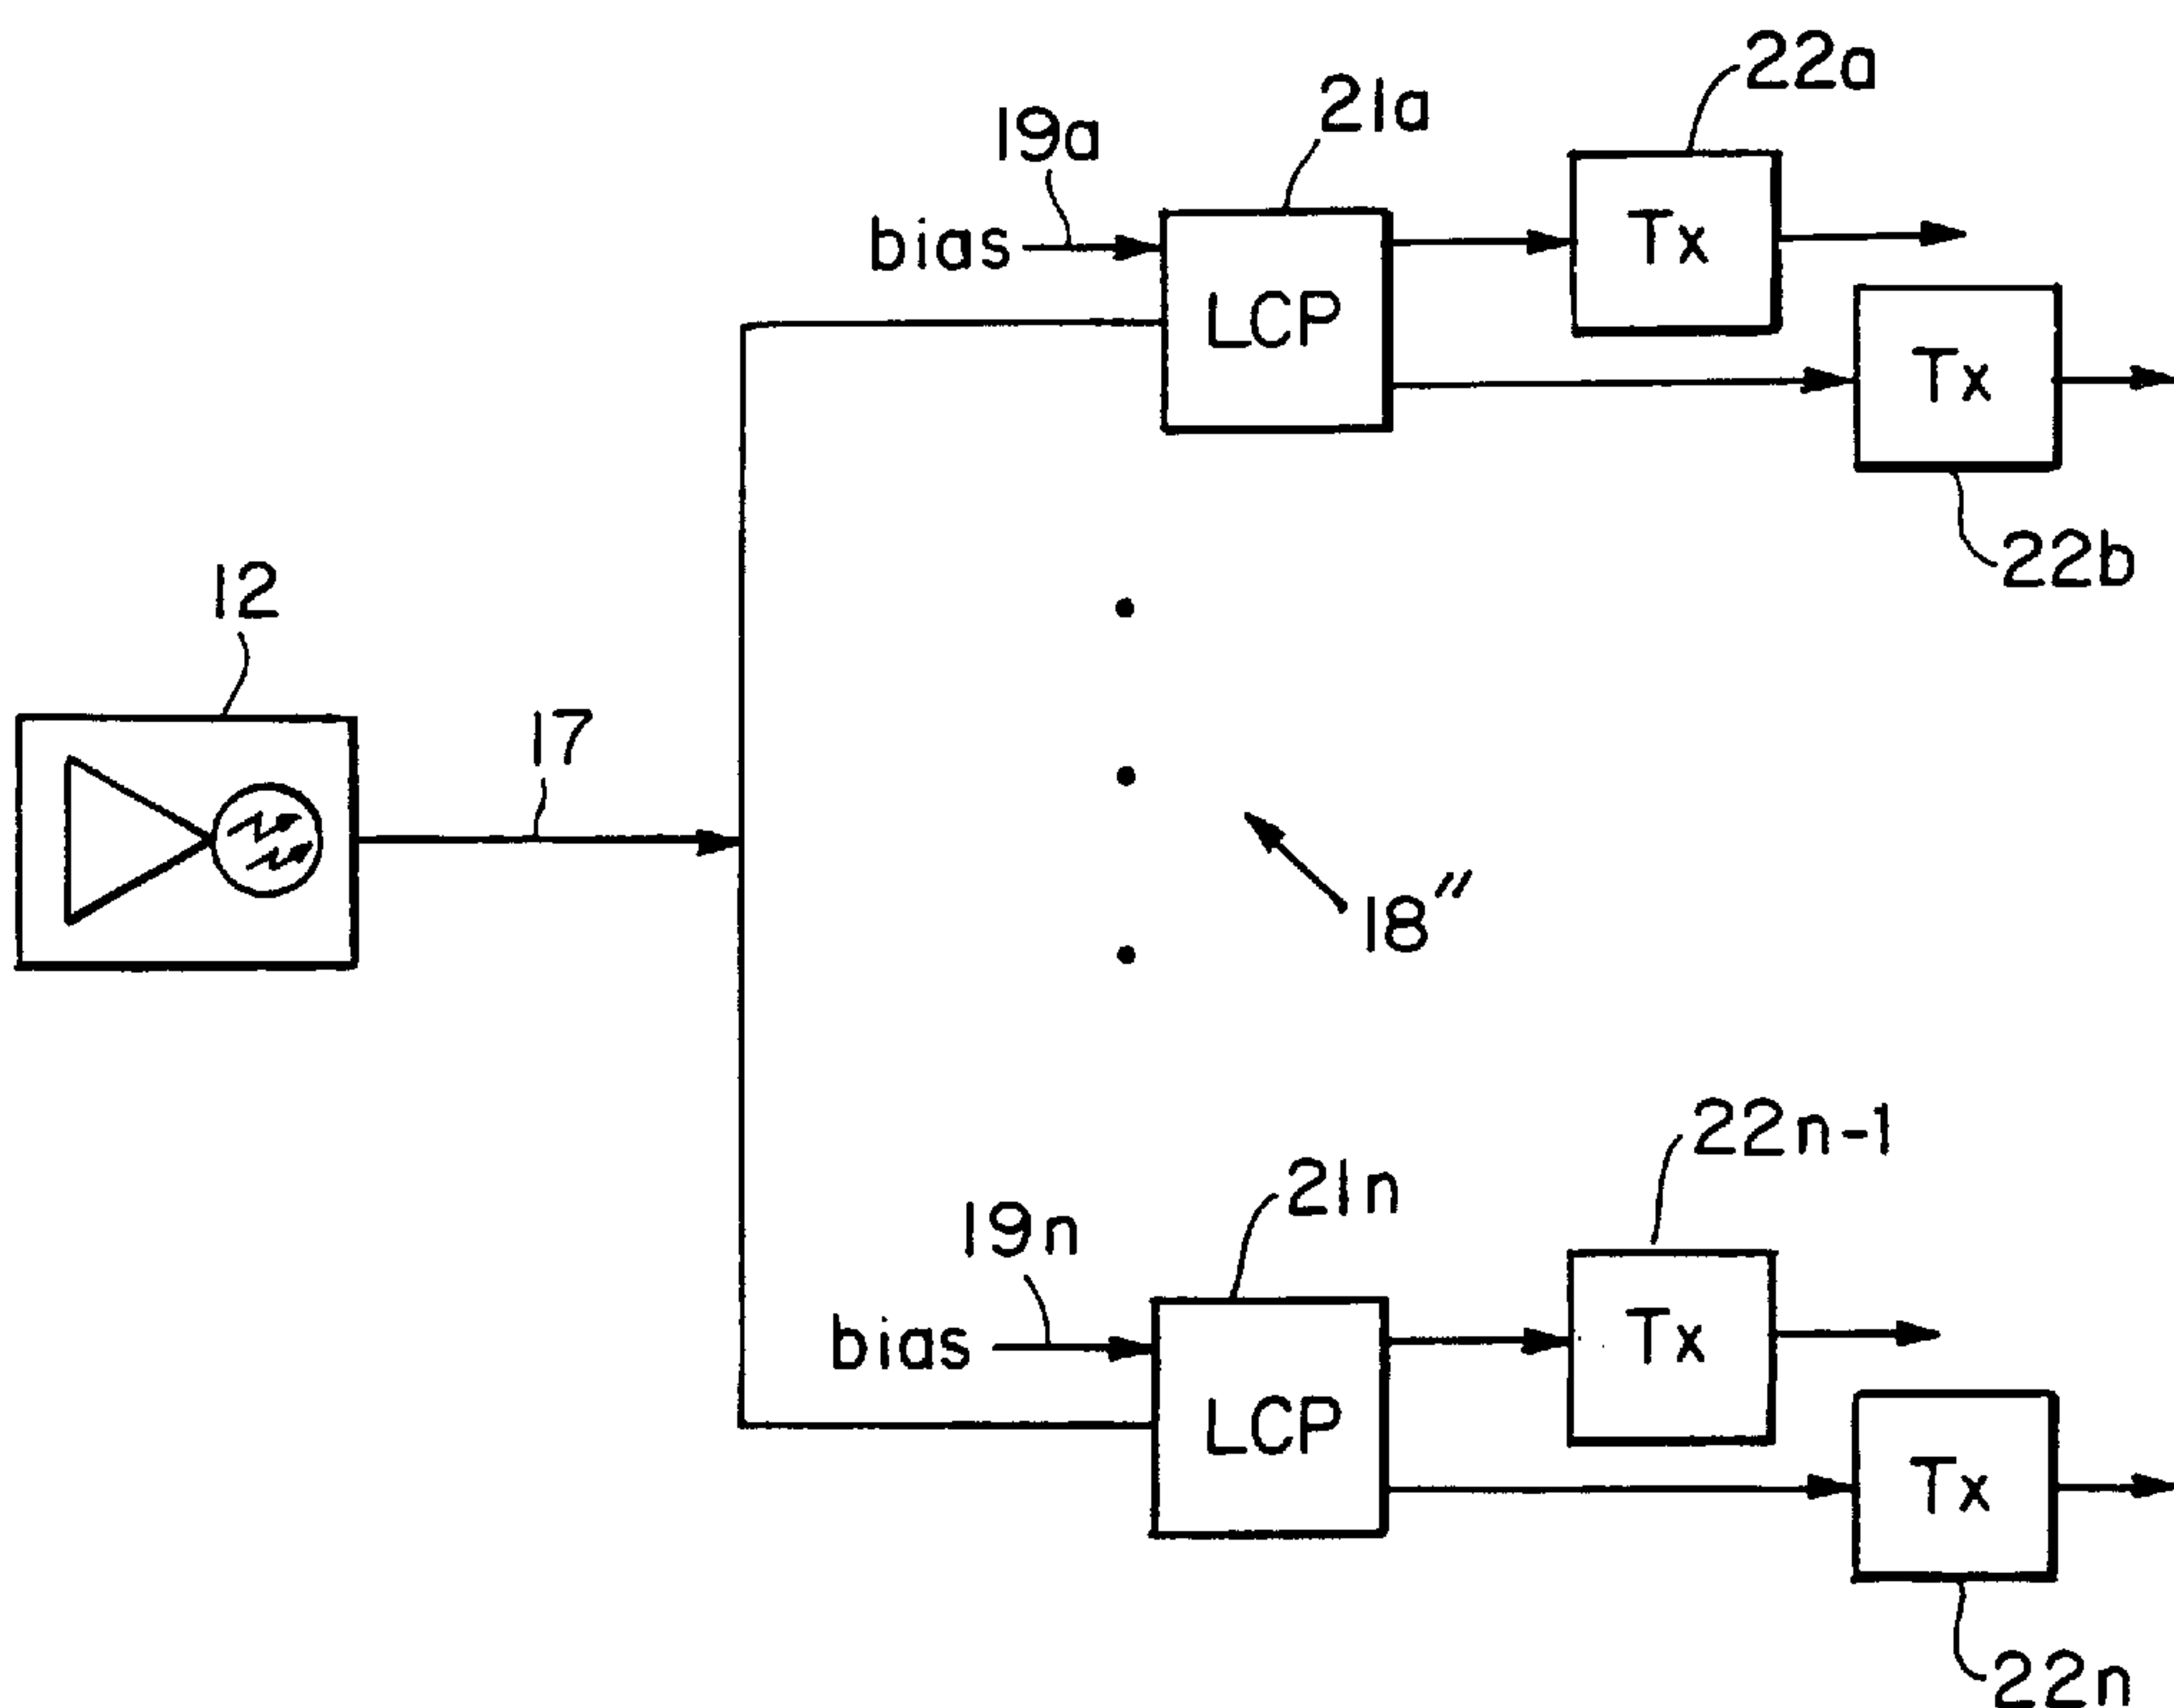 22a
21a
19a
bias
Tx
LCP
Tx
22b
12
17
18"
22n-1
21n
19n
bias
Tx
LCP
Tx
22n